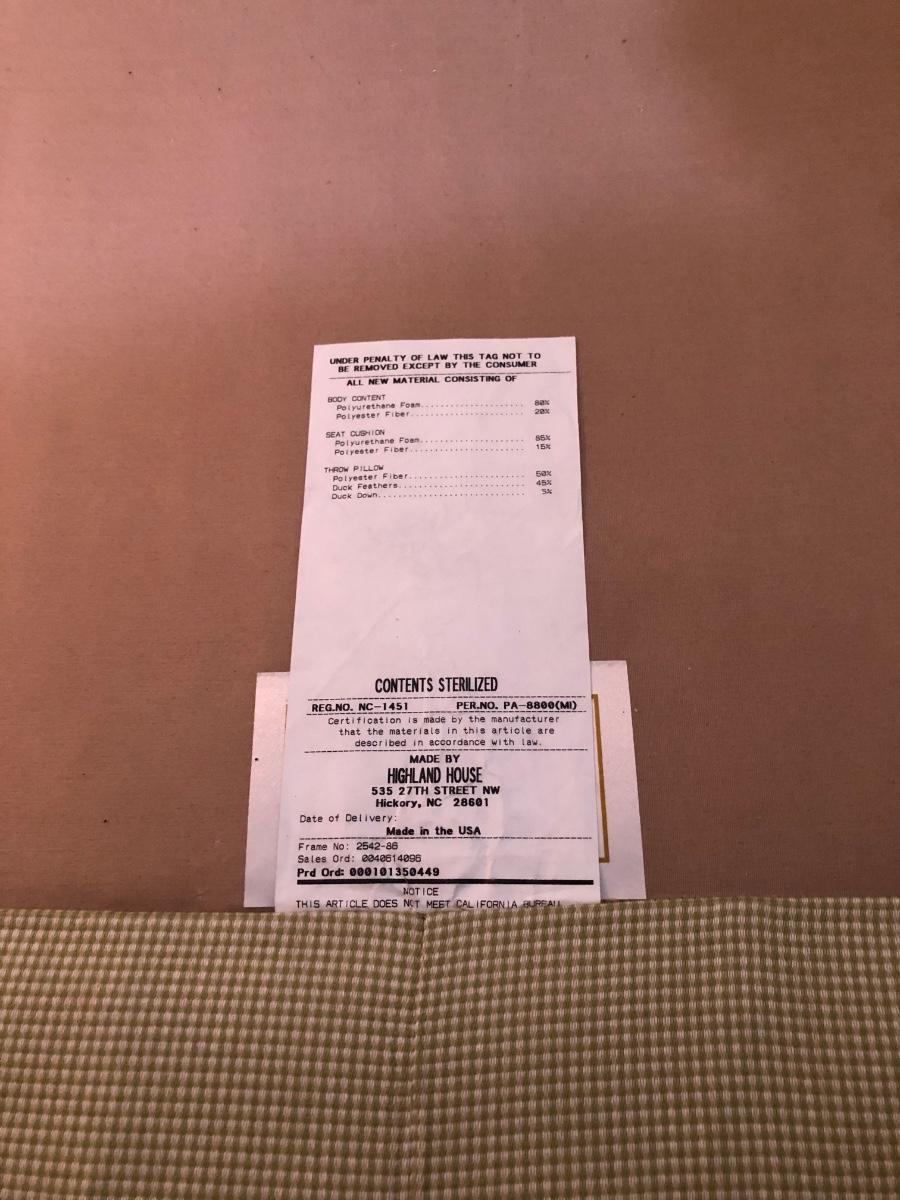 UNDER PENALTY OF LAW THIS TAG NOT TO
BE REMOVED EXCEPT BY THE CONSUMER
ALL NEW MATERIAL CONSISTING OF
BODY CONTENT
Polyurethane Foam...................... 80%
Polyester Fiber........................ 20%
SEAT CUSHION
Polyurethane Foam...................... 85%
Polyester Fiber........................ 15%
THROW PILLOW
Polyester Fiber........................ 50%
Duck Feathers.......................... 45%
Duck Down.............................. 5%
CONTENTS STERILIZED
REG.NO. NC-1451 PER.NO. PA-8800(MI)
Certification is made by the manufacturer
that the materials in this article are
described in accordance with law.
MADE BY
HIGHLAND HOUSE
535 27TH STREET NW
Hickory, NC 28601
Date of Delivery:
Made in the USA
Frame No: 2542-86
Sales Ord: 0040614096
Prd Ord: 000101350449
NOTICE
THIS ARTICLE DOES NOT MEET CALIFORNIA BUREAU